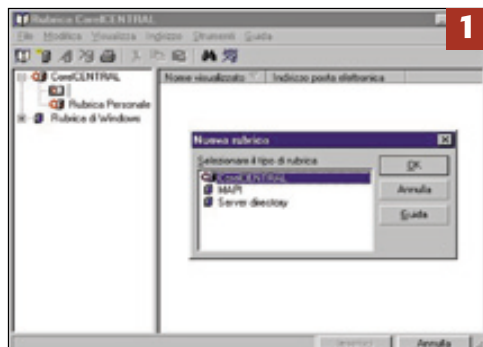 Rubrica CorelCENTRAL
1
File Modifica Visualizza Indirizzo Strumenti Guida
CorelCENTRAL
Rubrica Personale
Rubrica di Windows
Nome visualizzato Indirizzo posta elettronica
Nuova rubrica
Selezionare il tipo di rubrica
CorelCENTRAL
MAPI
Server directory
OK
Annulla
Guida
Annulla